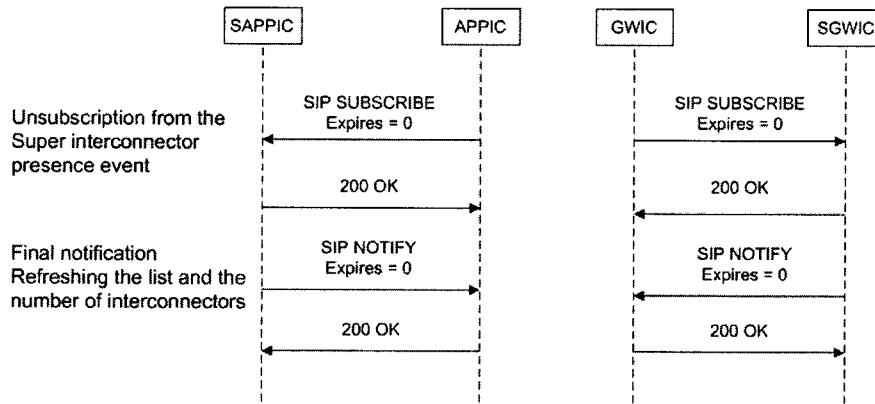 SAPPIC
APPIC
GWIC
SGWIC
Unsubscription from the
Super interconnector
presence event
SIP SUBSCRIBE
Expires = 0
SIP SUBSCRIBE
Expires = 0
200 OK
200 OK
Final notification
Refreshing the list and the
number of interconnectors
SIP NOTIFY
Expires = 0
SIP NOTIFY
Expires = 0
200 OK
200 OK